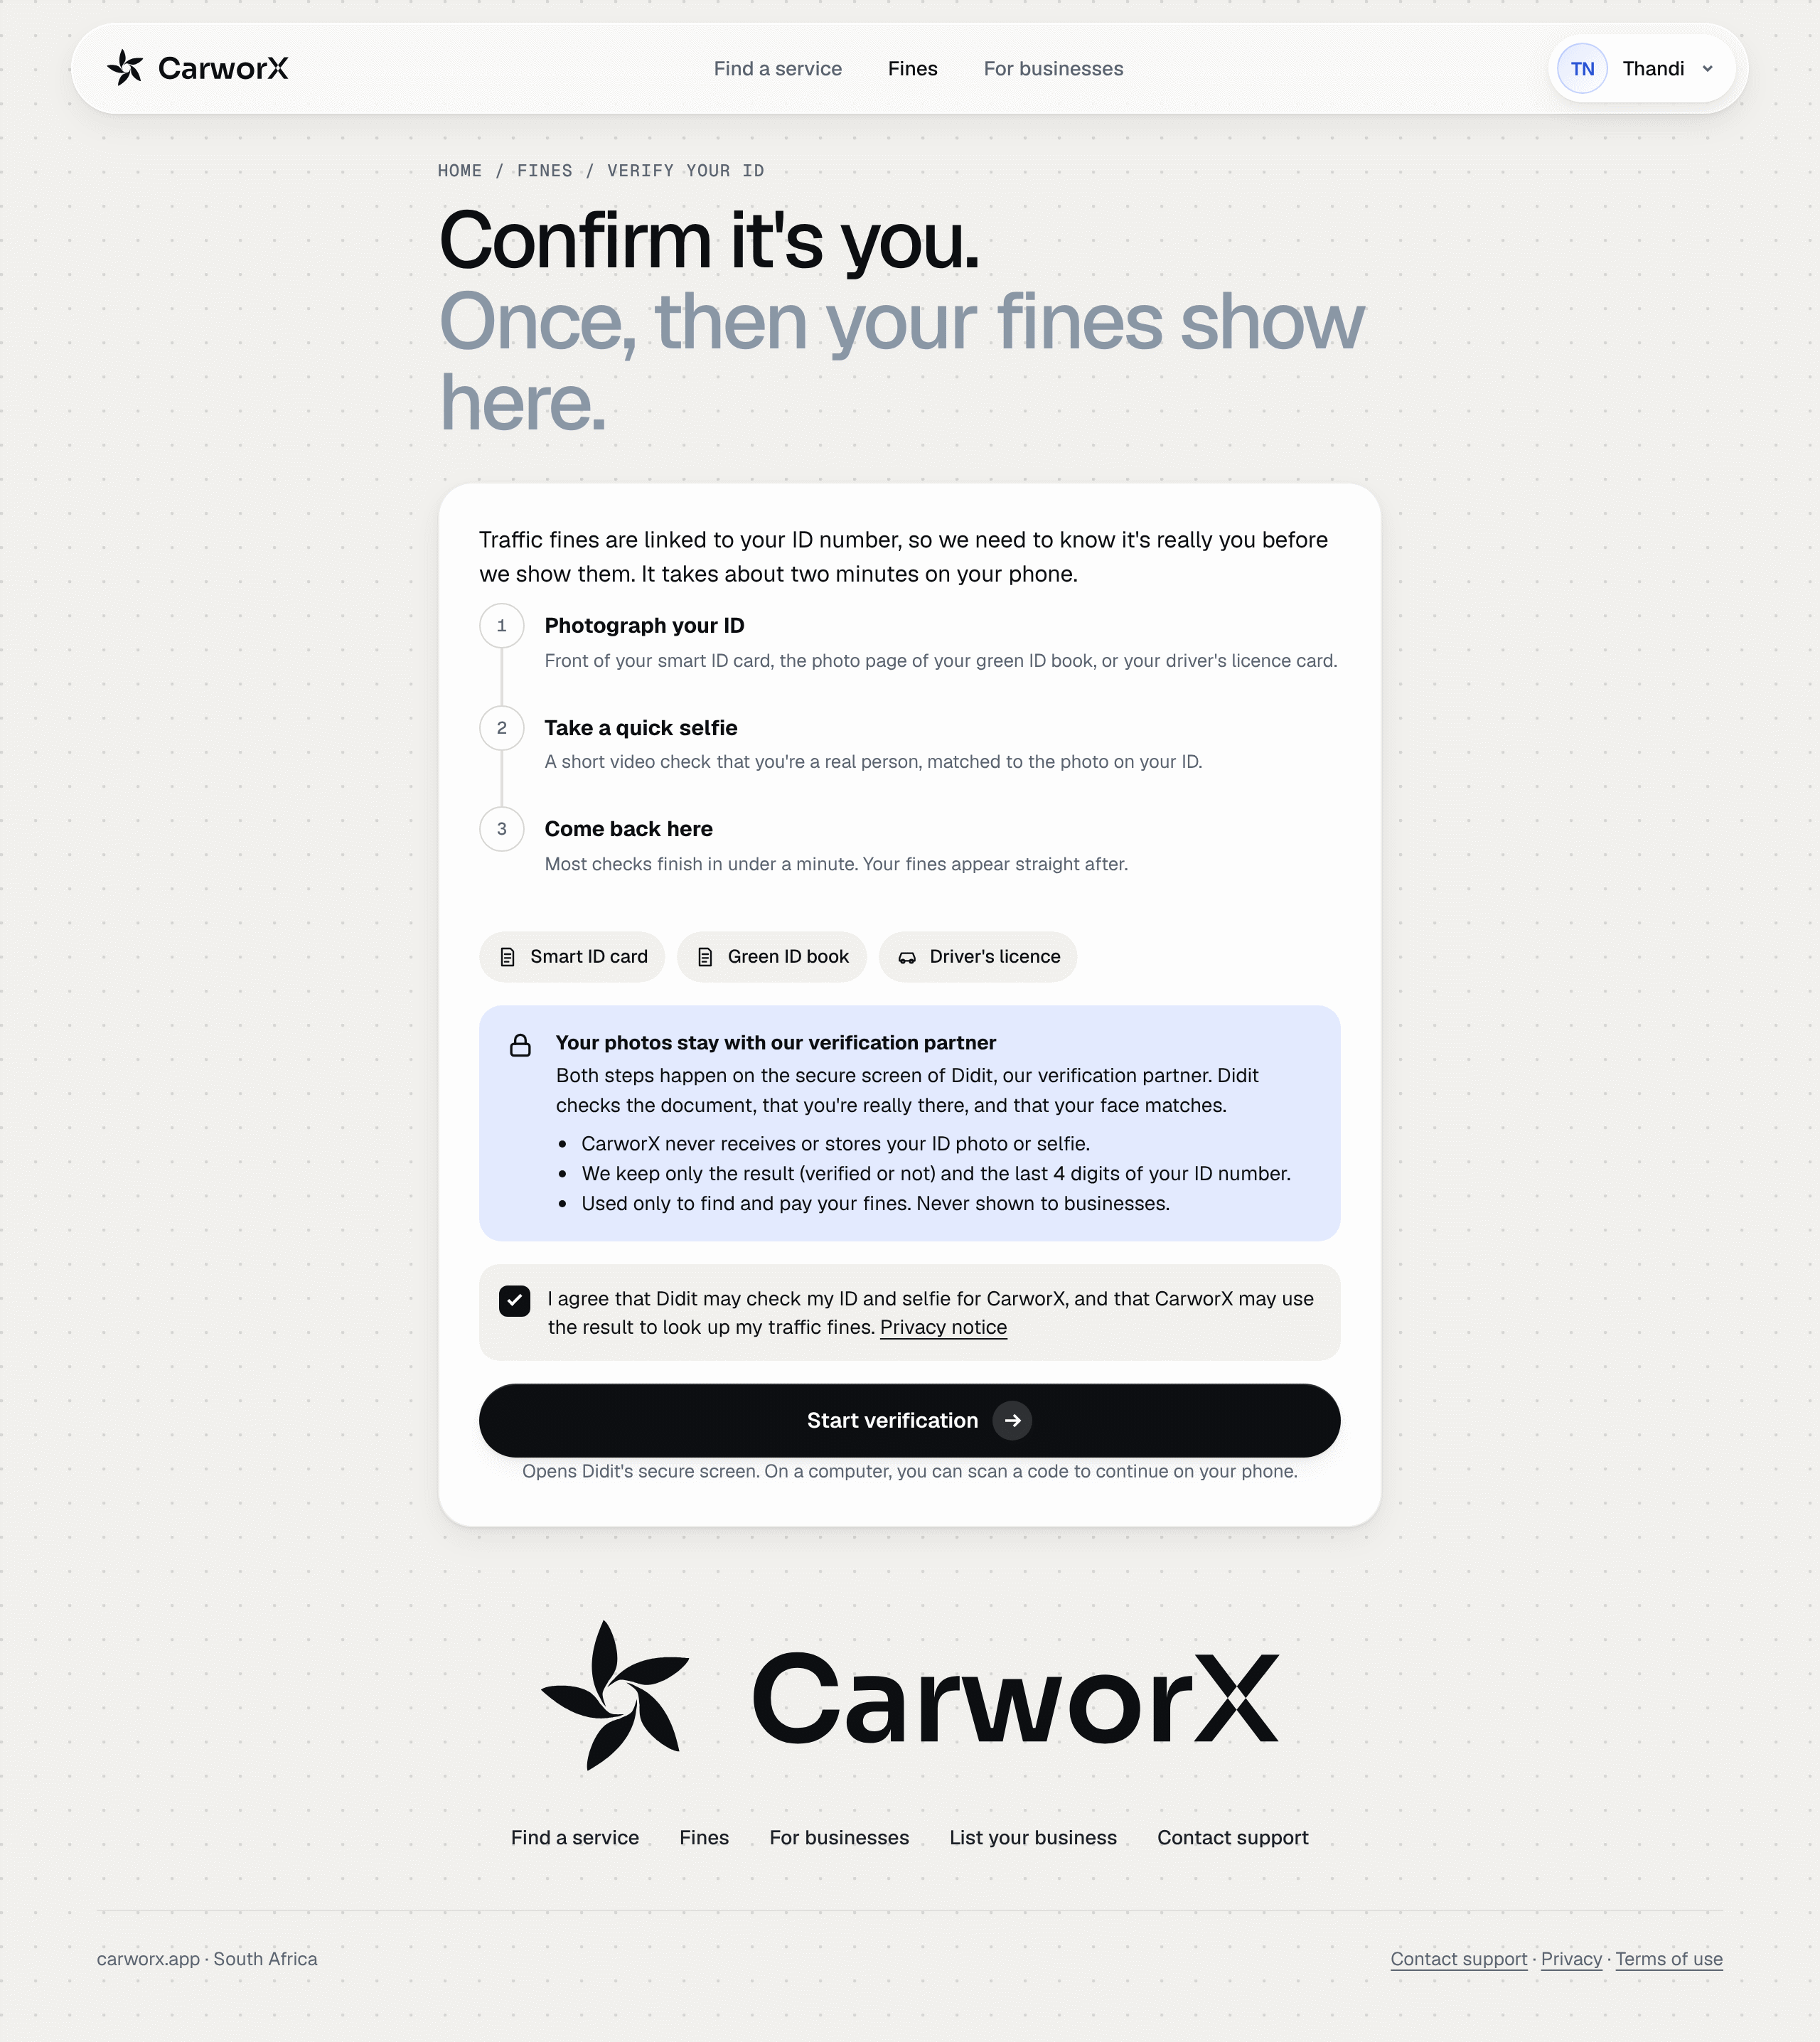 CarworX
Find a service
Fines
For businesses
TN
Thandi
HOME / FINES / VERIFY YOUR ID
Confirm it's you.
Once, then your fines show
here.
Traffic fines are linked to your ID number, so we need to know it's really you before
we show them. It takes about two minutes on your phone.
1
Photograph your ID
Front of your smart ID card, the photo page of your green ID book, or your driver's licence card.
2
Take a quick selfie
A short video check that you're a real person, matched to the photo on your ID.
3
Come back here
Most checks finish in under a minute. Your fines appear straight after.
Smart ID card
Green ID book
Driver's licence
Your photos stay with our verification partner
Both steps happen on the secure screen of Didit, our verification partner. Didit
checks the document, that you're really there, and that your face matches.
• CarworX never receives or stores your ID photo or selfie.
• We keep only the result (verified or not) and the last 4 digits of your ID number.
• Used only to find and pay your fines. Never shown to businesses.
I agree that Didit may check my ID and selfie for CarworX, and that CarworX may use
the result to look up my traffic fines. Privacy notice
Start verification
Opens Didit's secure screen. On a computer, you can scan a code to continue on your phone.
CarworX
Find a service
Fines
For businesses
List your business
Contact support
carworx.app · South Africa
Contact support · Privacy · Terms of use